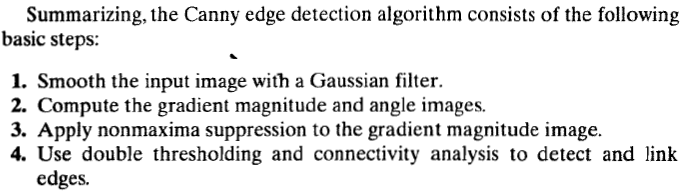 Summarizing, the Canny edge detection algorithm consists of the following
basic steps:
1. Smooth the input image with a Gaussian filter.
2. Compute the gradient magnitude and angle images.
3. Apply nonmaxima suppression to the gradient magnitude image.
4. Use double thresholding and connectivity analysis to detect and link
edges.